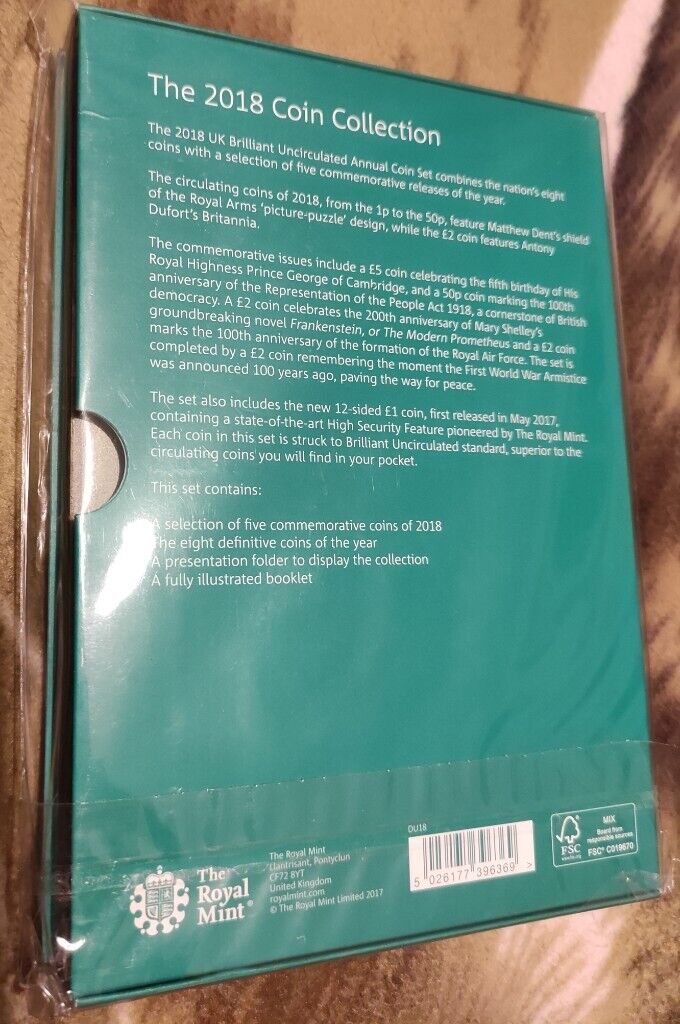 The 2018 Coin Collection
The 2018 UK Brilliant Uncirculated Annual Coin Set combines the nation's eight
coins with a selection of five commemorative releases of the year.
The circulating coins of 2018, from the 1p to the 50p, feature Matthew Dent's shield
of the Royal Arms 'picture-puzzle' design, while the £2 coin features Antony
Dufort's Britannia.
The commemorative issues include a £5 coin celebrating the fifth birthday of His
Royal Highness Prince George of Cambridge, and a 50p coin marking the 100th
anniversary of the Representation of the People Act 1918, a cornerstone of British
democracy. A £2 coin celebrates the 200th anniversary of Mary Shelley's
groundbreaking novel Frankenstein, or The Modern Prometheus and a £2 coin
marks the 100th anniversary of the formation of the Royal Air Force. The set is
completed by a £2 coin remembering the moment the First World War Armistice
was announced 100 years ago, paving the way for peace.
The set also includes the new 12-sided £1 coin, first released in May 2017,
containing a state-of-the-art High Security Feature pioneered by The Royal Mint.
Each coin in this set is struck to Brilliant Uncirculated standard, superior to the
circulating coins you will find in your pocket.
This set contains:
A selection of five commemorative coins of 2018
The eight definitive coins of the year
A presentation folder to display the collection
A fully illustrated booklet
The
Royal
Mint®
The Royal Mint
Llantrisant, Pontyclun
CF72 8YT
United Kingdom
royalmint.com
© The Royal Mint Limited 2017
DU18
5 026177 396369 >
FSC
www.fsc.org
MIX
Board from
responsible sources
FSC® C019670